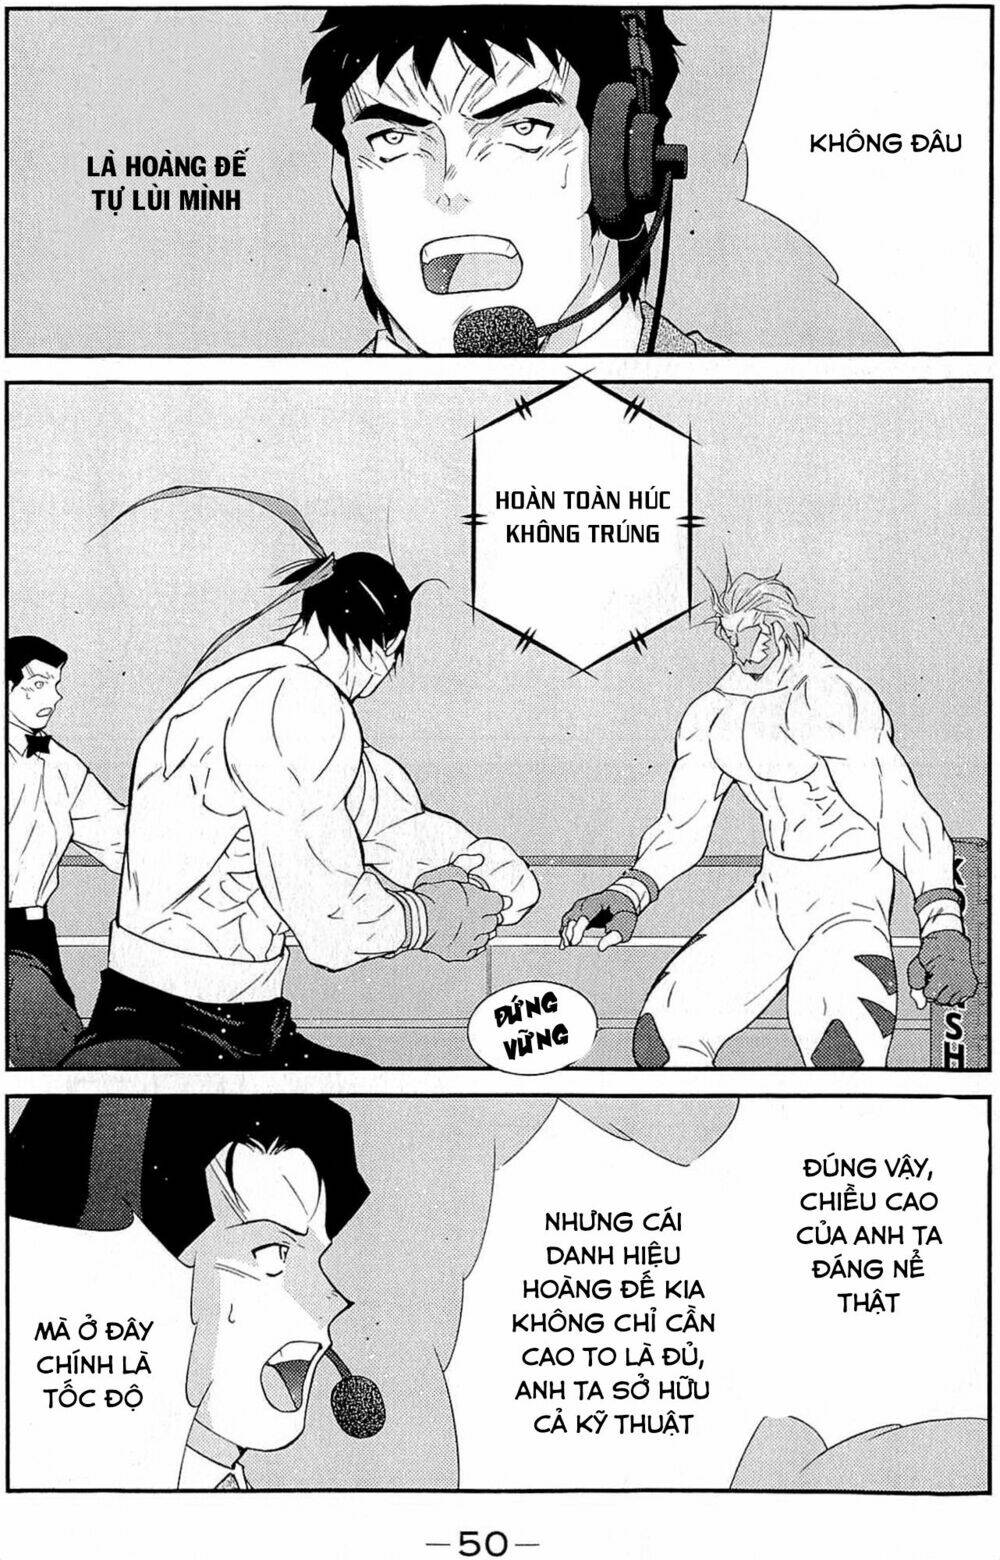 KHÔNG ĐÂU
LÀ HOÀNG ĐẾ
TỰ LÙI MÌNH
HOÀN TOÀN HÚC
KHÔNG TRÚNG
ĐỨNG
VỮNG
SH
ĐÚNG VẬY,
CHIỀU CAO
CỦA ANH TA
ĐÁNG NỂ
THẬT
NHƯNG CÁI
DANH HIỆU
HOÀNG ĐẾ KIA
KHÔNG CHỈ CẦN
CAO TO LÀ ĐỦ,
ANH TA SỞ HỮU
CẢ KỸ THUẬT
MÀ Ở ĐÂY
CHÍNH LÀ
TỐC ĐỘ
—50—